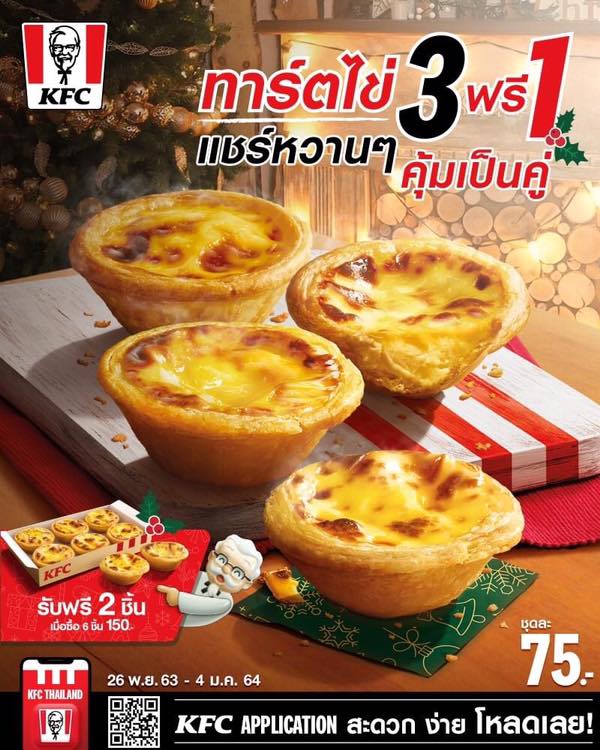 KFC
ทาร์ตไข่ 3 ฟรี 1
แชร์หวานๆ คุ้มเป็นคู่
KFC
รับฟรี 2 ชิ้น
เมื่อซื้อ 6 ชิ้น 150.-
ชุดละ
75.-
26 พ.ย. 63 - 4 ม.ค. 64
KFC THAILAND
KFC APPLICATION สะดวก ง่าย โหลดเลย!